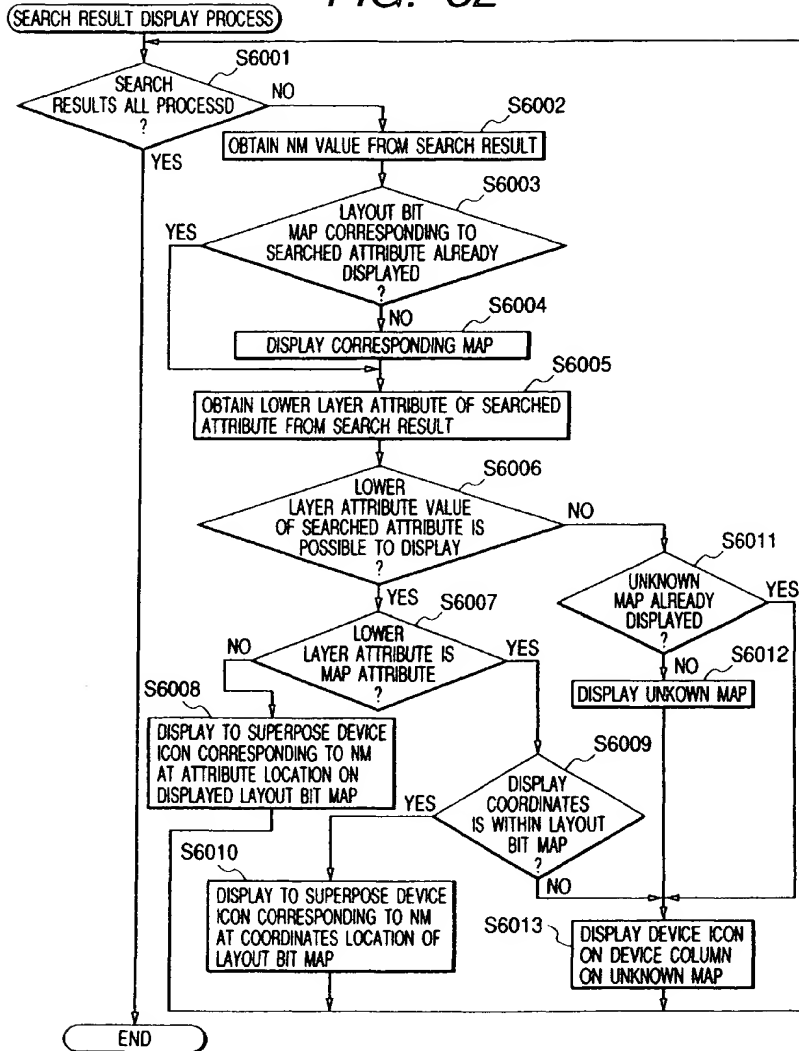 FIG. 62
SEARCH RESULT DISPLAY PROCESS
S6001
SEARCH
RESULTS ALL PROCESSD
?
NO
YES
S6002
OBTAIN NM VALUE FROM SEARCH RESULT
S6003
LAYOUT BIT
MAP CORRESPONDING TO
SEARCHED ATTRIBUTE ALREADY
DISPLAYED
?
YES
NO
S6004
DISPLAY CORRESPONDING MAP
S6005
OBTAIN LOWER LAYER ATTRIBUTE OF SEARCHED
ATTRIBUTE FROM SEARCH RESULT
S6006
LOWER
LAYER ATTRIBUTE VALUE
OF SEARCHED ATTRIBUTE IS
POSSIBLE TO DISPLAY
?
NO
YES
S6011
UNKNOWN
MAP ALREADY
DISPLAYED
?
YES
NO
S6012
DISPLAY UNKOWN MAP
S6007
LOWER
LAYER ATTRIBUTE IS
MAP ATTRIBUTE
?
NO
YES
S6008
DISPLAY TO SUPERPOSE DEVICE
ICON CORRESPONDING TO NM
AT ATTRIBUTE LOCATION ON
DISPLAYED LAYOUT BIT MAP
S6009
DISPLAY
COORDINATES
IS WITHIN LAYOUT
BIT MAP
?
YES
NO
S6010
DISPLAY TO SUPERPOSE DEVICE
ICON CORRESPONDING TO NM
AT COORDINATES LOCATION OF
LAYOUT BIT MAP
S6013
DISPLAY DEVICE ICON
ON DEVICE COLUMN
ON UNKNOWN MAP
END